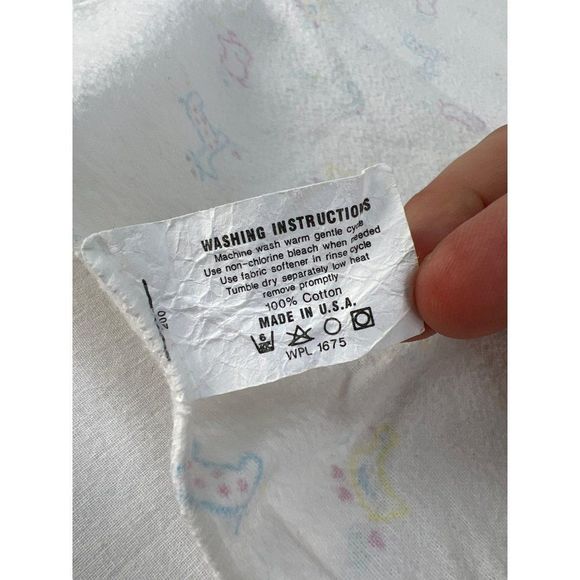 WASHING INSTRUCTIONS
Machine wash warm gentle cycle
Use non-chlorine bleach when needed
Use fabric softener in rinse cycle
Tumble dry separately low heat
remove promptly
100% Cotton
MADE IN U.S.A.
6
WPL 1675